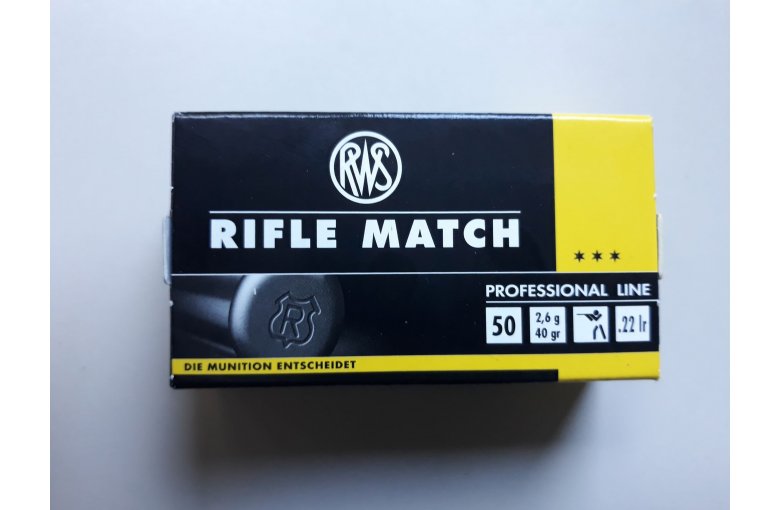 RWS
RIFLE MATCH
★★★
PROFESSIONAL LINE
50
2,6 g
40 gr
.22 lr
R
DIE MUNITION ENTSCHEIDET